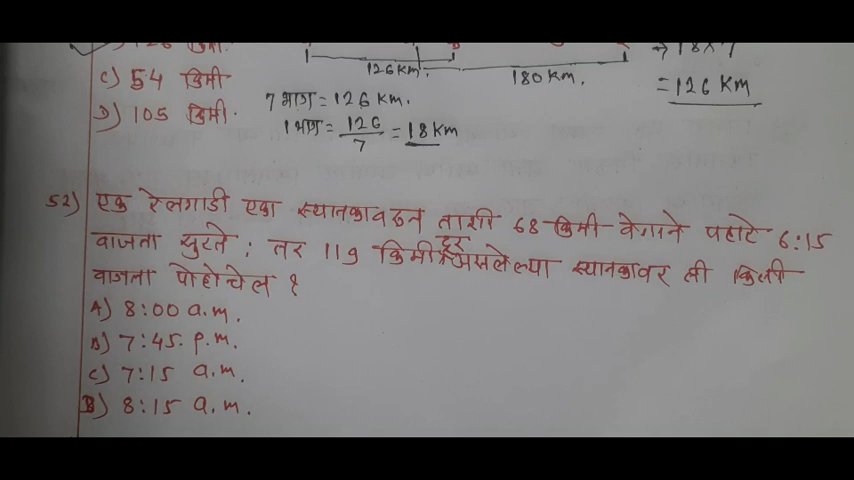 126 km.
180 km.
= 126 Km
C) 54 किमी
D) 105 किमी.
7 भाग = 126 Km.
1 भाग = 126/7 = 18 Km
52) एक रेलगाडी एका स्थानकावरून ताशी 68 किमी वेगाने पहाटे 6:15
वाजता सुटते ; तर 119 किमी दूर असलेल्या स्थानकावर ती किती
वाजता पोहोचेल ?
A) 8:00 a.m.
B) 7:45 p.m.
C) 7:15 a.m.
D) 8:15 a.m.